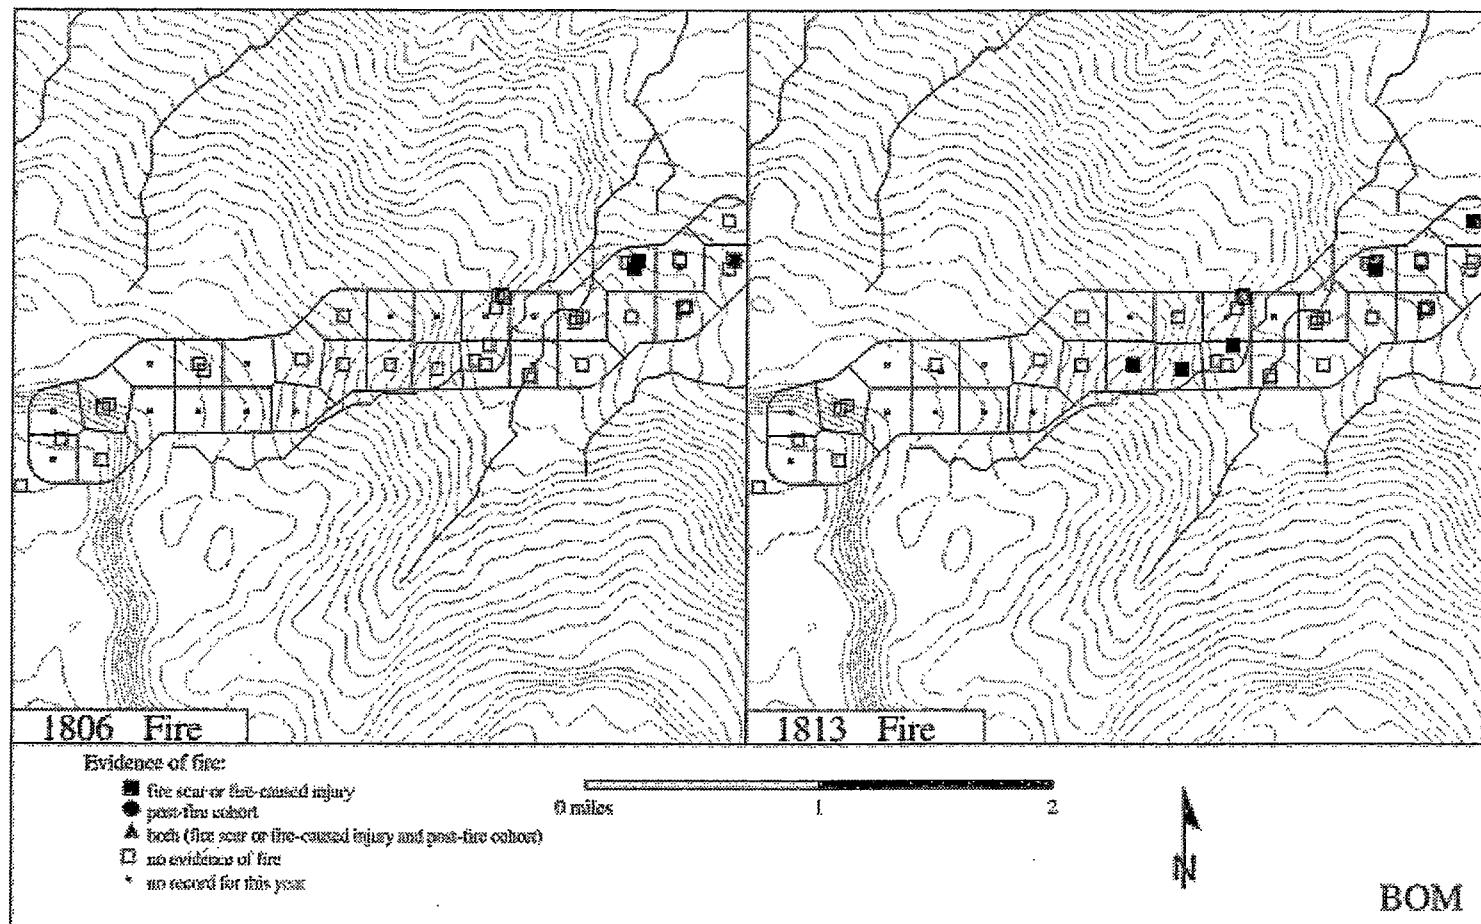 1806 Fire
1813 Fire
Evidence of fire:
fire scar or fire-caused injury
post-fire cohort
both (fire scar or fire-caused injury and post-fire cohort)
no evidence of fire
no record for this year
0 miles 1 2
N
BOM